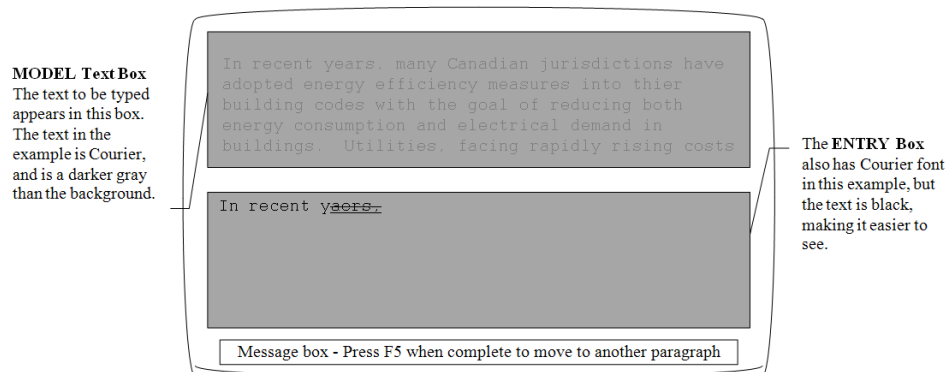 MODEL Text Box
The text to be typed
appears in this box.
The text in the
example is Courier,
and is a darker gray
than the background.
In recent years. many Canadian jurisdictions have
adopted energy efficiency measures into thier
building codes with the goal of reducing both
energy consumption and electrical demand in
buildings.  Utilities. facing rapidly rising costs
In recent yaors.
The ENTRY Box
also has Courier font
in this example, but
the text is black,
making it easier to
see.
Message box - Press F5 when complete to move to another paragraph